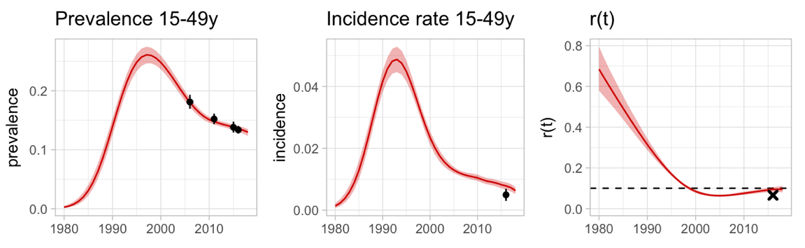 Prevalence 15-49y
prevalence
0.2
0.1
0.0
1980 1990 2000 2010
Incidence rate 15-49y
incidence
0.04
0.02
0.00
1980 1990 2000 2010
r(t)
r(t)
0.8
0.6
0.4
0.2
0.0
1980 1990 2000 2010